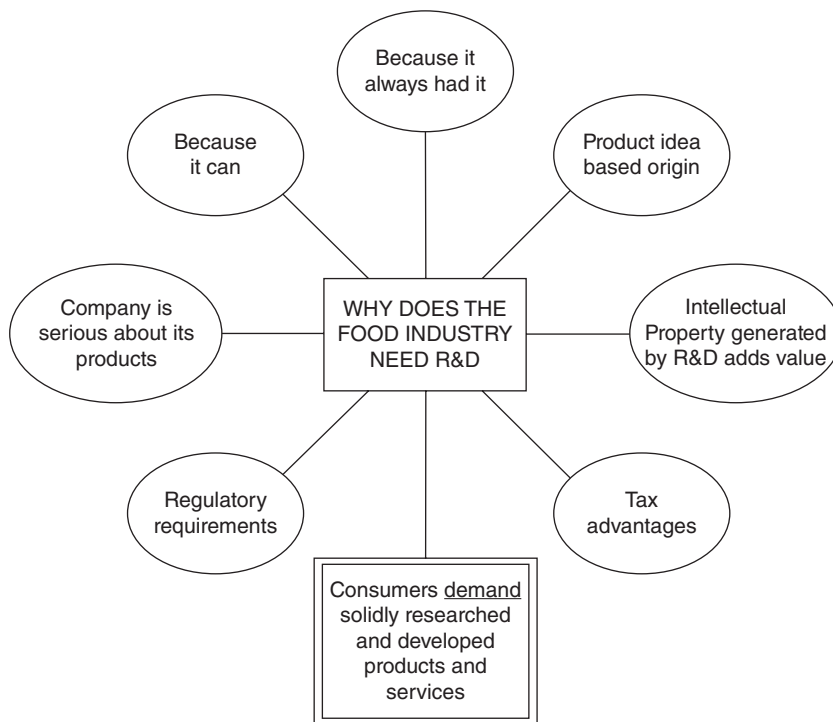 Because it
always had it
Because
it can
Product idea
based origin
Company is
serious about its
products
WHY DOES THE
FOOD INDUSTRY
NEED R&D
Intellectual
Property generated
by R&D adds value
Regulatory
requirements
Tax
advantages
Consumers demand
solidly researched
and developed
products and
services